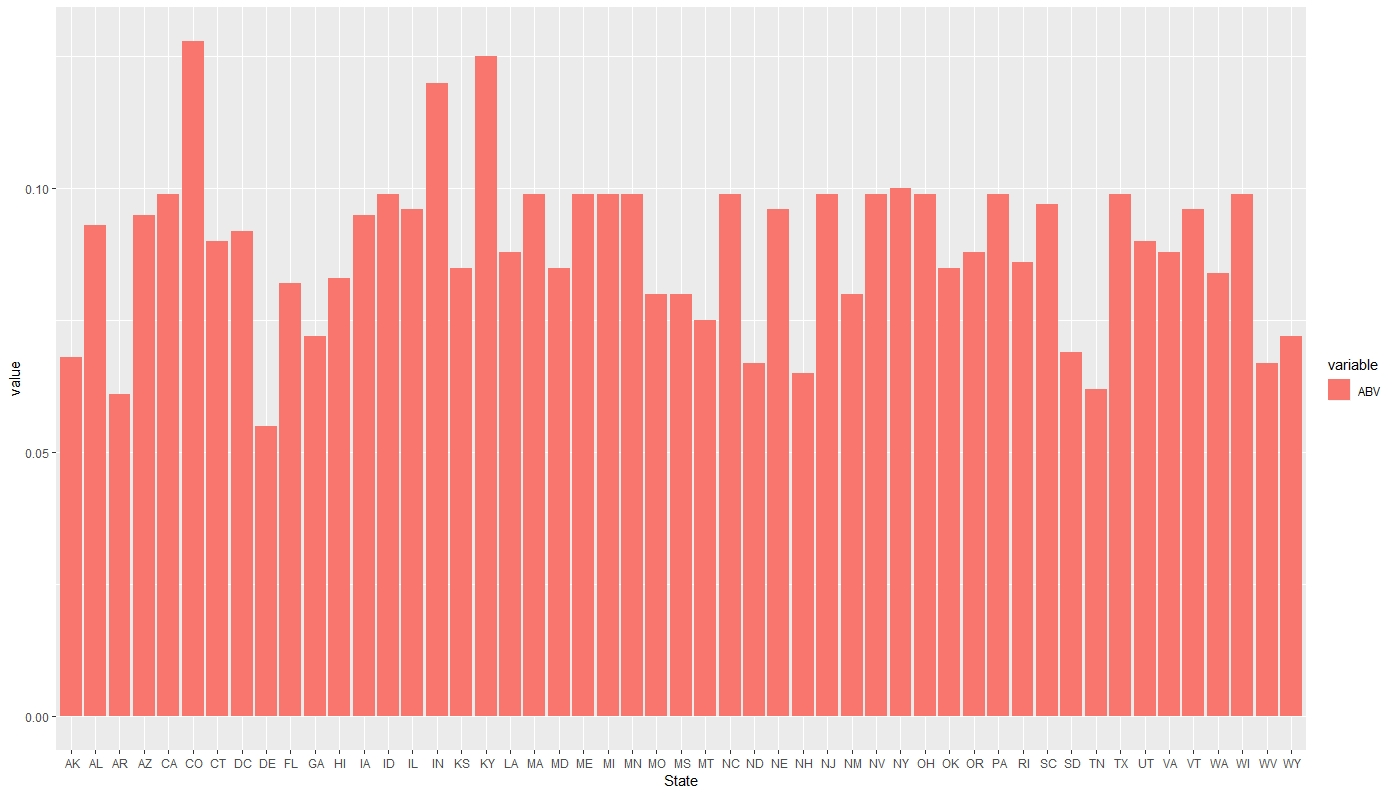 value
0.10
0.05
0.00
AK AL AR AZ CA CO CT DC DE FL GA HI IA ID IL IN KS KY LA MA MD ME MI MN MO MS MT NC ND NE NH NJ NM NV NY OH OK OR PA RI SC SD TN TX UT VA VT WA WI WV WY
State
variable
ABV